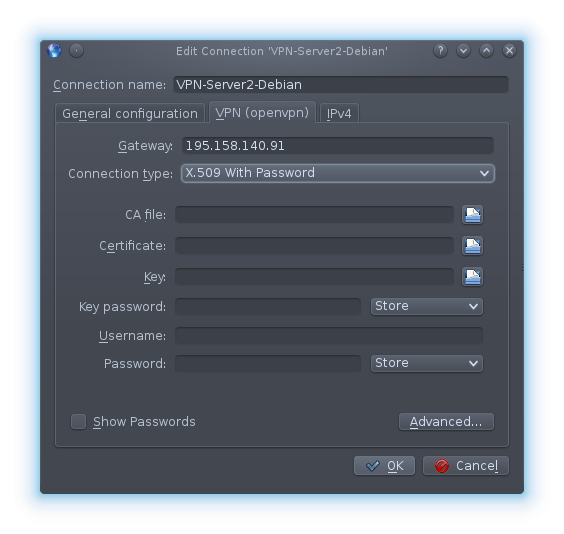 Edit Connection 'VPN-Server2-Debian'
Connection name: VPN-Server2-Debian
General configuration VPN (openvpn) IPv4
Gateway: 195.158.140.91
Connection type: X.509 With Password
CA file:
Certificate:
Key:
Key password: Store
Username:
Password: Store
Show Passwords Advanced...
OK Cancel